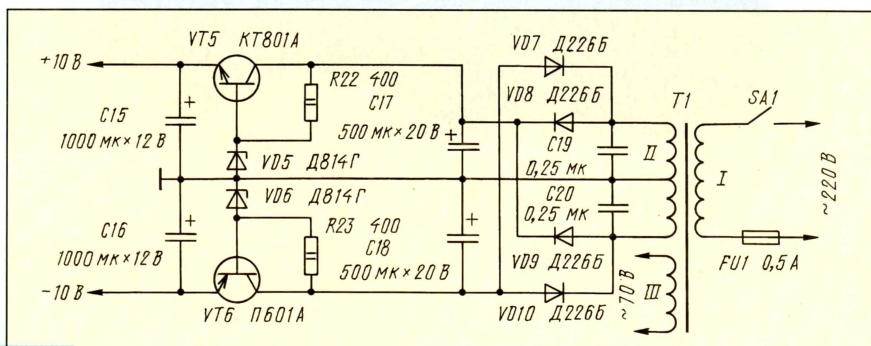 VT5 КТ801А
VD7 Д226Б
+10 В
R22 400
VD8 Д226Б
T1
SA1
C17
C15
500 мк × 20 В
+
1000 мк × 12 В
+
C19
0,25 мк
II
I
VD5 Д814Г
~220 В
VD6 Д814Г
C20
0,25 мк
R23 400
+
+
C16
C18
1000 мк × 12 В
500 мк × 20 В
VD9 Д226Б
FU1 0,5 А
~70 В
III
-10 В
VT6 П601А
VD10 Д226Б